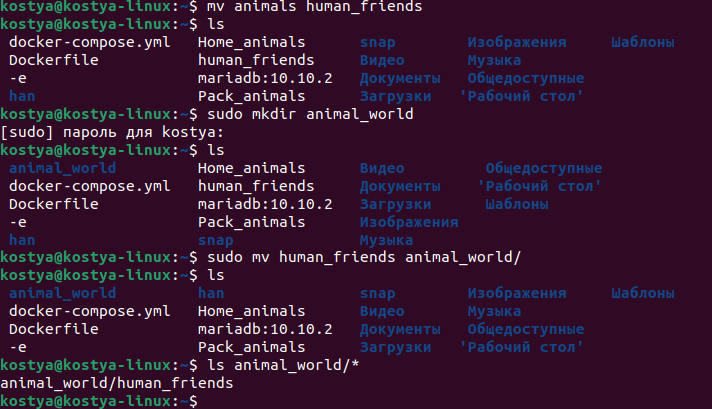 kostya@kostya-linux:~$ mv animals human_friends
kostya@kostya-linux:~$ ls
docker-compose.yml   Home_animals      snap        Изображения     Шаблоны
Dockerfile           human_friends     Видео       Музыка
-e                   mariadb:10.10.2   Документы   Общедоступные
han                  Pack_animals      Загрузки   'Рабочий стол'
kostya@kostya-linux:~$ sudo mkdir animal_world
[sudo] пароль для kostya:
kostya@kostya-linux:~$ ls
animal_world         Home_animals      Видео         Общедоступные
docker-compose.yml   human_friends     Документы    'Рабочий стол'
Dockerfile           mariadb:10.10.2   Загрузки      Шаблоны
-e                   Pack_animals      Изображения
han                  snap              Музыка
kostya@kostya-linux:~$ sudo mv human_friends animal_world/
kostya@kostya-linux:~$ ls
animal_world         han               snap        Изображения     Шаблоны
docker-compose.yml   Home_animals      Видео       Музыка
Dockerfile           mariadb:10.10.2   Документы   Общедоступные
-e                   Pack_animals      Загрузки   'Рабочий стол'
kostya@kostya-linux:~$ ls animal_world/*
animal_world/human_friends
kostya@kostya-linux:~$